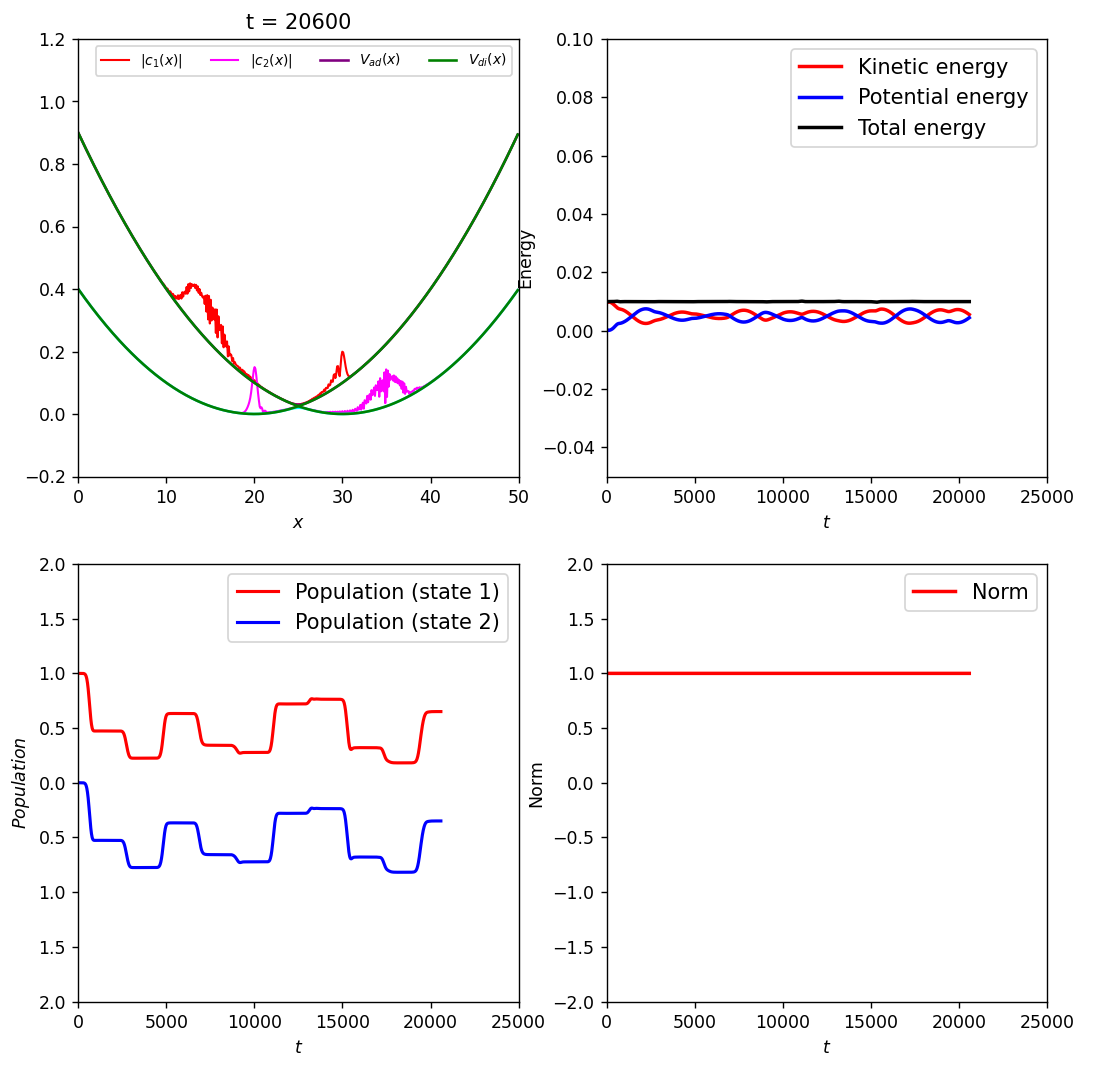 t = 20600
|c₁(x)| |c₂(x)| V_ad(x) V_di(x)
1.2
1.0
0.8
0.6
0.4
0.2
0.0
−0.2
0 10 20 30 40 50
x
Energy
0.10
0.08
0.06
0.04
0.02
0.00
−0.02
−0.04
Kinetic energy
Potential energy
Total energy
0 5000 10000 15000 20000 25000
t
Population
2.0
1.5
1.0
0.5
0.0
0.5
1.0
1.5
2.0
Population (state 1)
Population (state 2)
0 5000 10000 15000 20000 25000
t
Norm
2.0
1.5
1.0
0.5
0.0
−0.5
−1.0
−1.5
−2.0
Norm
0 5000 10000 15000 20000 25000
t